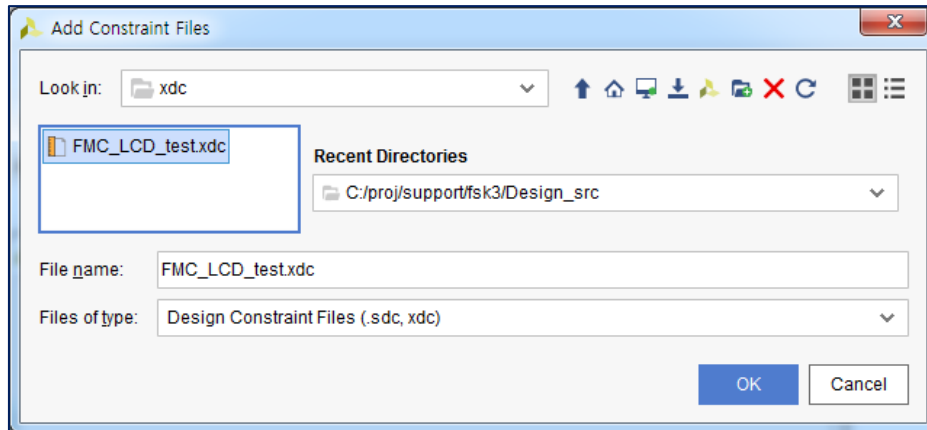 Add Constraint Files
Look in: xdc
FMC_LCD_test.xdc
Recent Directories
C:/proj/support/fsk3/Design_src
File name: FMC_LCD_test.xdc
Files of type: Design Constraint Files (.sdc, xdc)
OK Cancel